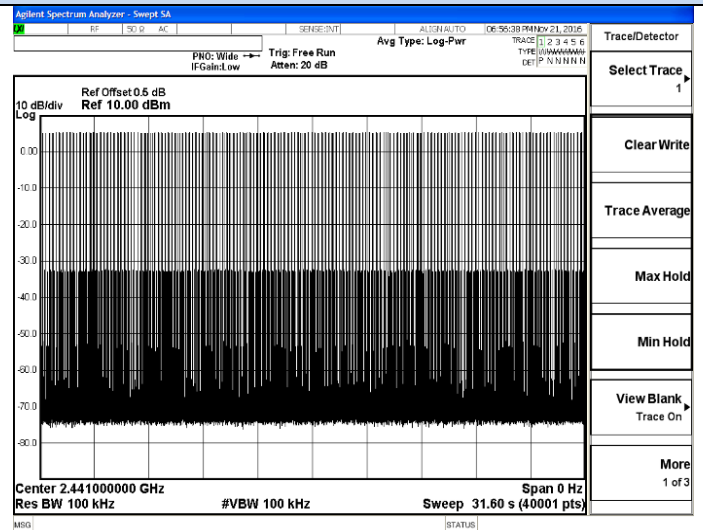 Agilent Spectrum Analyzer - Swept SA
RF 50 Ω AC SENSE:INT ALIGN AUTO 06:56:38 PM Nov 21, 2016
Avg Type: Log-Pwr
TRACE 1 2 3 4 5 6
TYPE
DET P N N N N N
PNO: Wide
IFGain:Low
Trig: Free Run
Atten: 20 dB
Trace/Detector
Select Trace
1
Clear Write
Trace Average
Max Hold
Min Hold
View Blank
Trace On
More
1 of 3
Ref Offset 0.5 dB
10 dB/div Ref 10.00 dBm
Log
0.00
-10.0
-20.0
-30.0
-40.0
-50.0
-60.0
-70.0
-80.0
Center 2.441000000 GHz Span 0 Hz
Res BW 100 kHz #VBW 100 kHz Sweep 31.60 s (40001 pts)
MSG STATUS